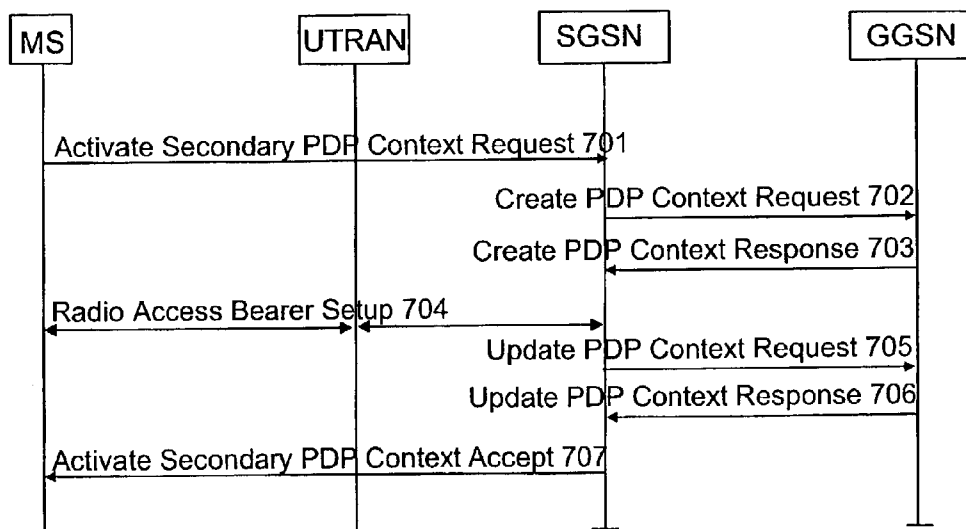 MS
UTRAN
SGSN
GGSN
Activate Secondary PDP Context Request 701
Create PDP Context Request 702
Create PDP Context Response 703
Radio Access Bearer Setup 704
Update PDP Context Request 705
Update PDP Context Response 706
Activate Secondary PDP Context Accept 707